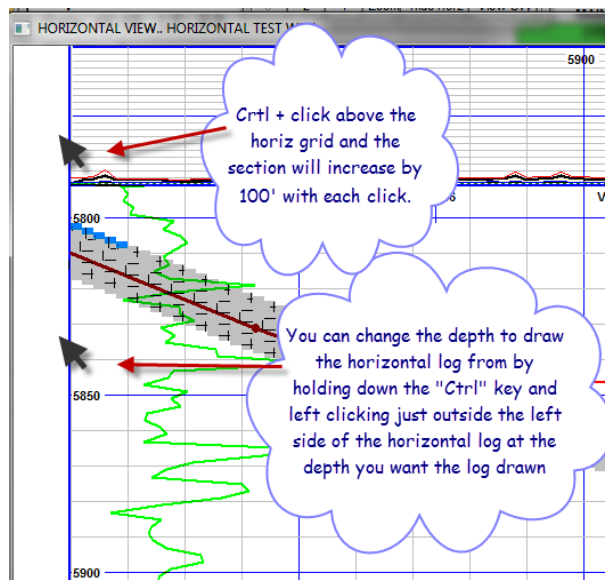 HORIZONTAL VIEW.. HORIZONTAL TEST
5900
Crtl + click above the
horiz grid and the
section will increase by
100' with each click.
5800
You can change the depth to draw
the horizontal log from by
holding down the "Ctrl" key and
left clicking just outside the left
side of the horizontal log at the
depth you want the log drawn
5850
5900